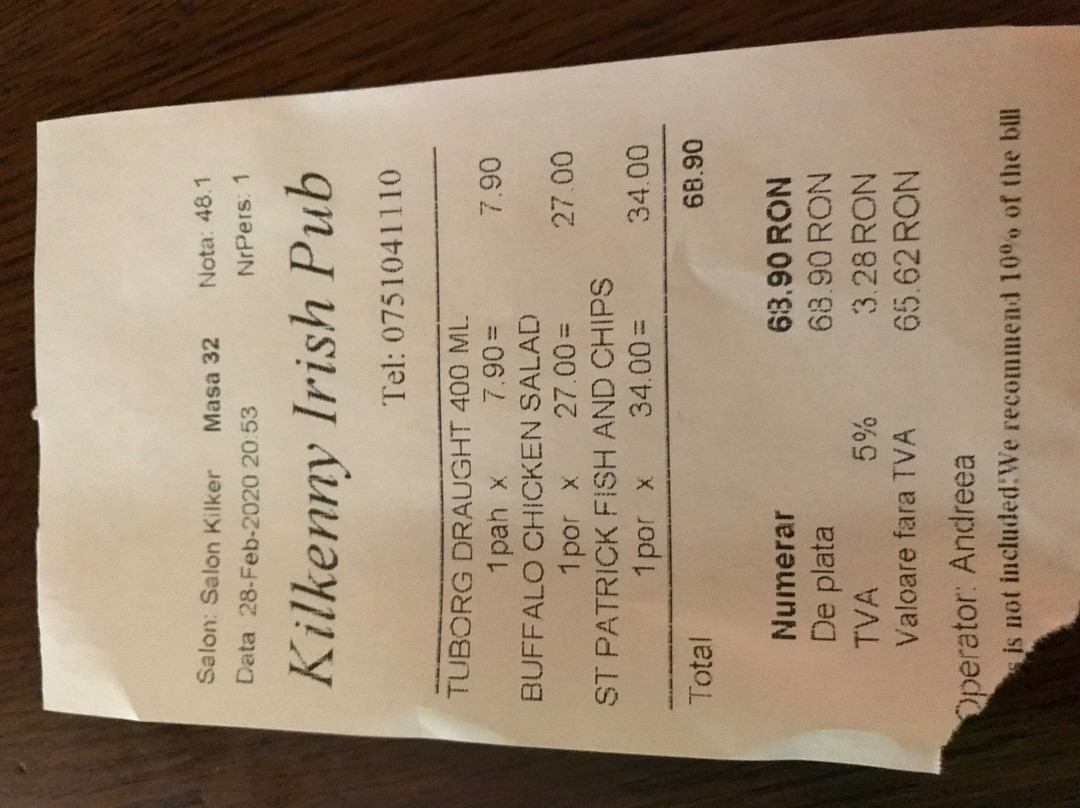 Salon: Salon Kilker Masa 32 Nota: 48.1
Data 28-Feb-2020 20:53 NrPers: 1
Kilkenny Irish Pub
Tel: 0751041110
TUBORG DRAUGHT 400 ML
1pah x 7.90= 7.90
BUFFALO CHICKEN SALAD
1por x 27.00= 27.00
ST PATRICK FISH AND CHIPS
1por x 34.00= 34.00
Total 68.90
Numerar 68.90 RON
De plata 68.90 RON
TVA 5% 3.28 RON
Valoare fara TVA 65.62 RON
Operator: Andreea
is not included!We recommend 10% of the bill